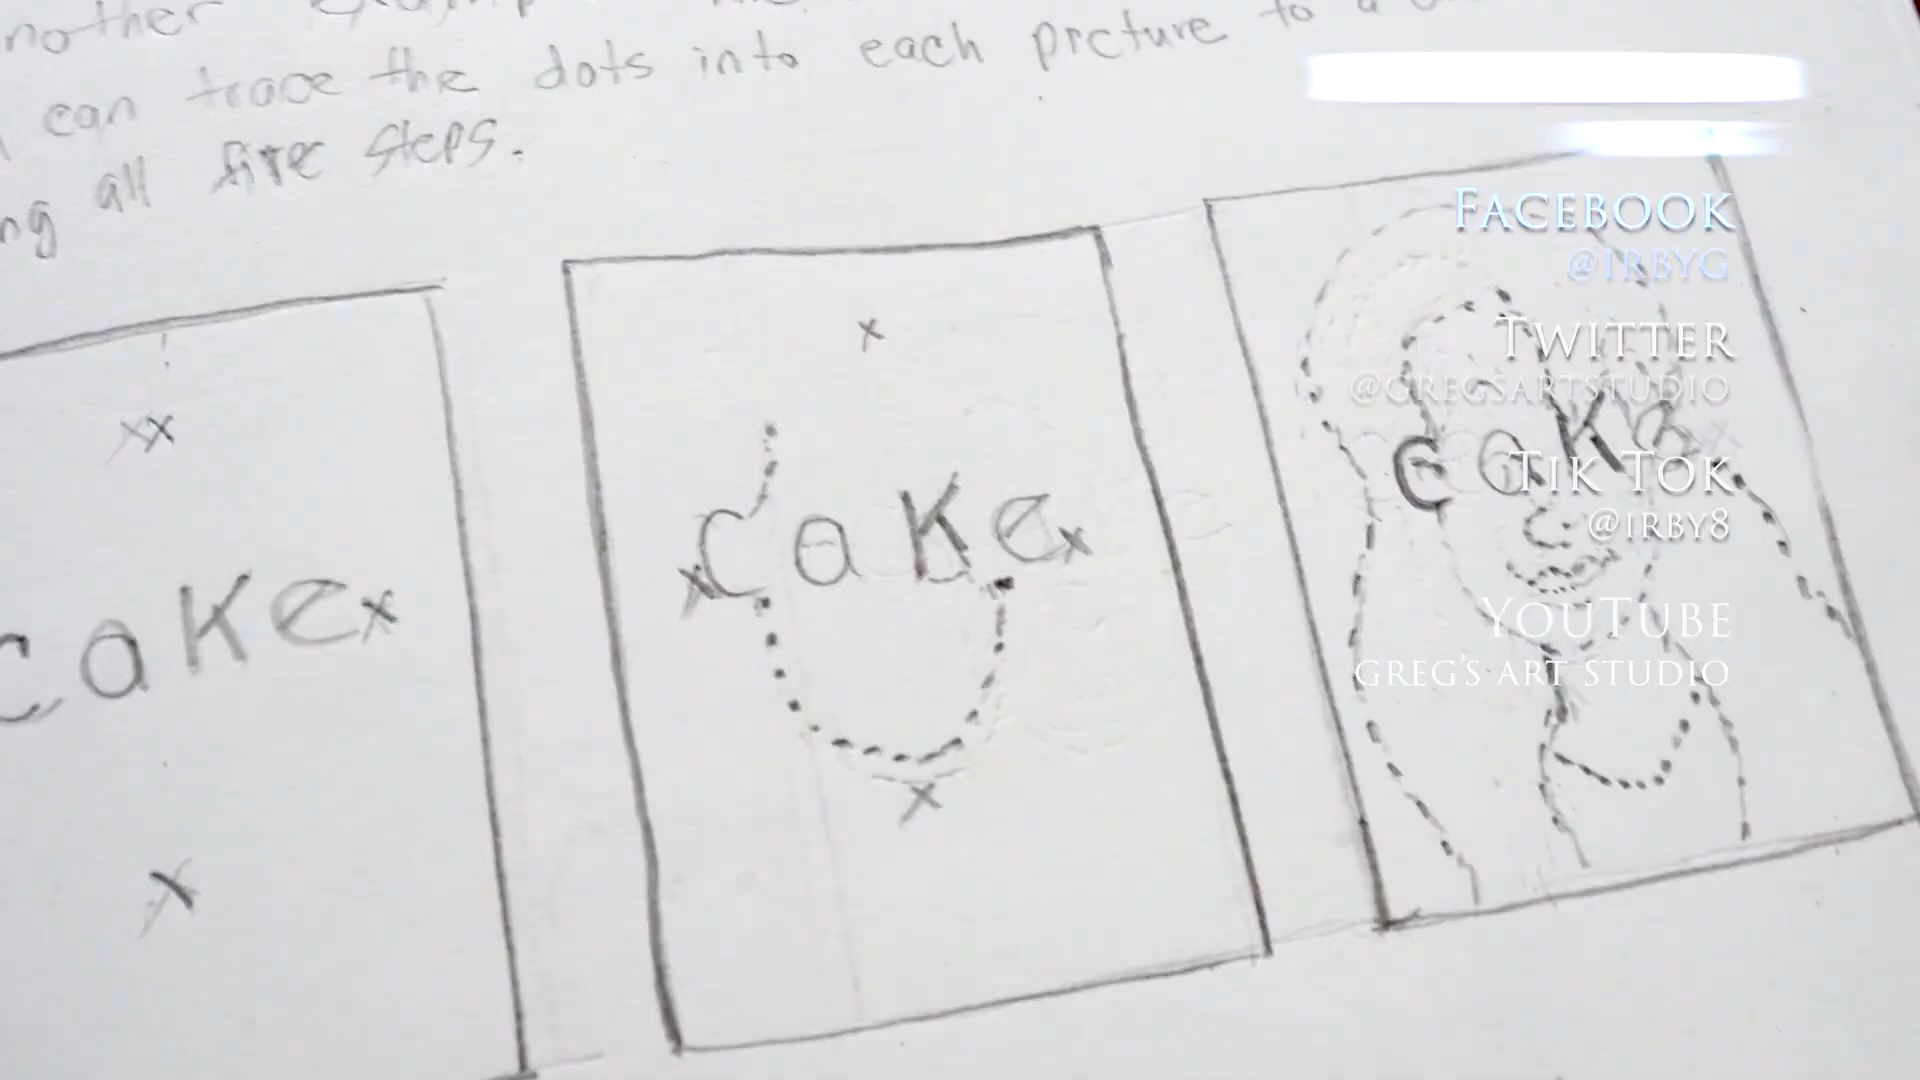 nother
can trace the dots into each picture to a
ng all five steps.
xx
cake x
x
x
x cake x
x
cake
FACEBOOK
@IRBYG
TWITTER
@GREGSARTSTUDIO
TIK TOK
@IRBY8
YOUTUBE
GREG'S ART STUDIO